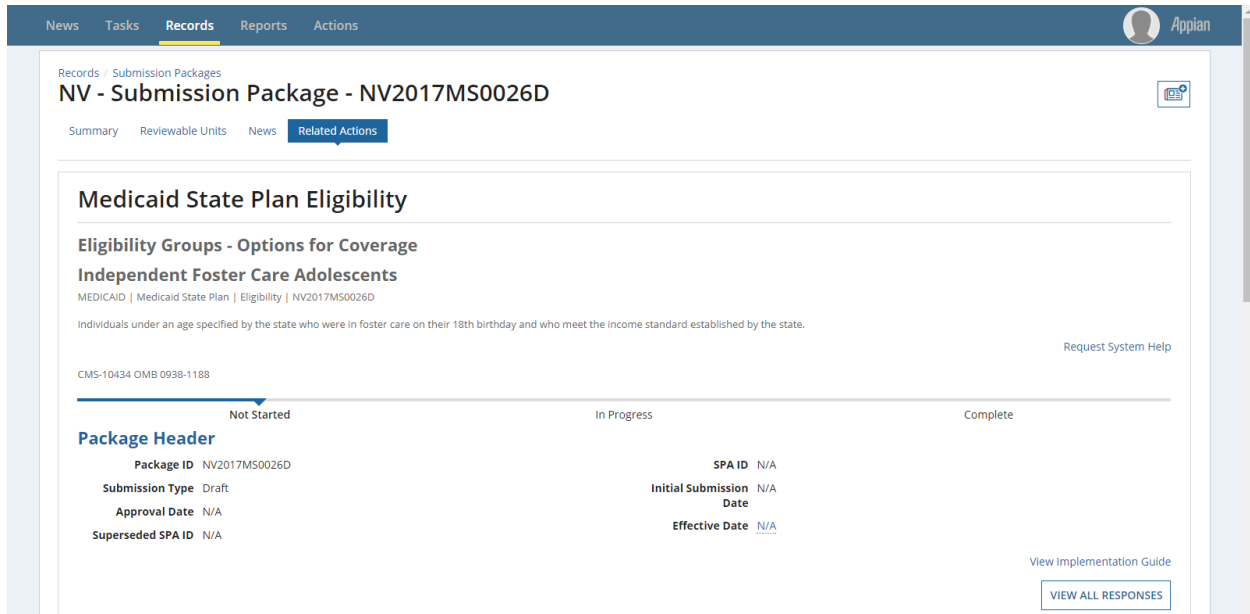 News Tasks Records Reports Actions Appian
Records / Submission Packages
NV - Submission Package - NV2017MS0026D
Summary Reviewable Units News Related Actions
Medicaid State Plan Eligibility
Eligibility Groups - Options for Coverage
Independent Foster Care Adolescents
MEDICAID | Medicaid State Plan | Eligibility | NV2017MS0026D
Individuals under an age specified by the state who were in foster care on their 18th birthday and who meet the income standard established by the state.
Request System Help
CMS-10434 OMB 0938-1188
Not Started In Progress Complete
Package Header
Package ID NV2017MS0026D SPA ID N/A
Submission Type Draft Initial Submission Date N/A
Approval Date N/A
Superseded SPA ID N/A Effective Date N/A
View Implementation Guide
VIEW ALL RESPONSES